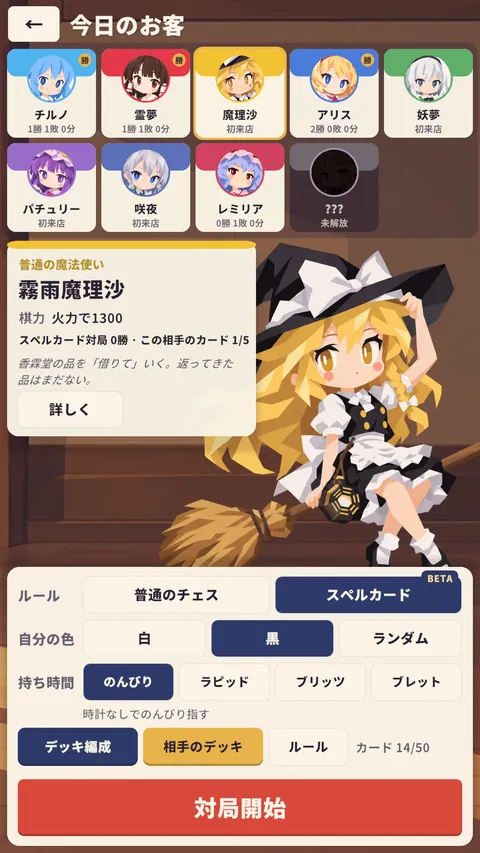 ←
今日のお客
勝
勝
勝
チルノ
霊夢
魔理沙
アリス
妖夢
1勝 1敗 0分
1勝 1敗 0分
初来店
2勝 0敗 0分
初来店
パチュリー
咲夜
レミリア
???
初来店
初来店
0勝 1敗 0分
未解放
普通の魔法使い
霧雨魔理沙
棋力 火力で1300
スペルカード対局 0勝・この相手のカード 1/5
香霖堂の品を「借りて」いく。返ってきた
品はまだない。
詳しく
BETA
ルール
普通のチェス
スペルカード
自分の色
白
黒
ランダム
持ち時間
のんびり
ラピッド
ブリッツ
ブレット
時計なしでのんびり指す
デッキ編成
相手のデッキ
ルール
カード 14/50
対局開始